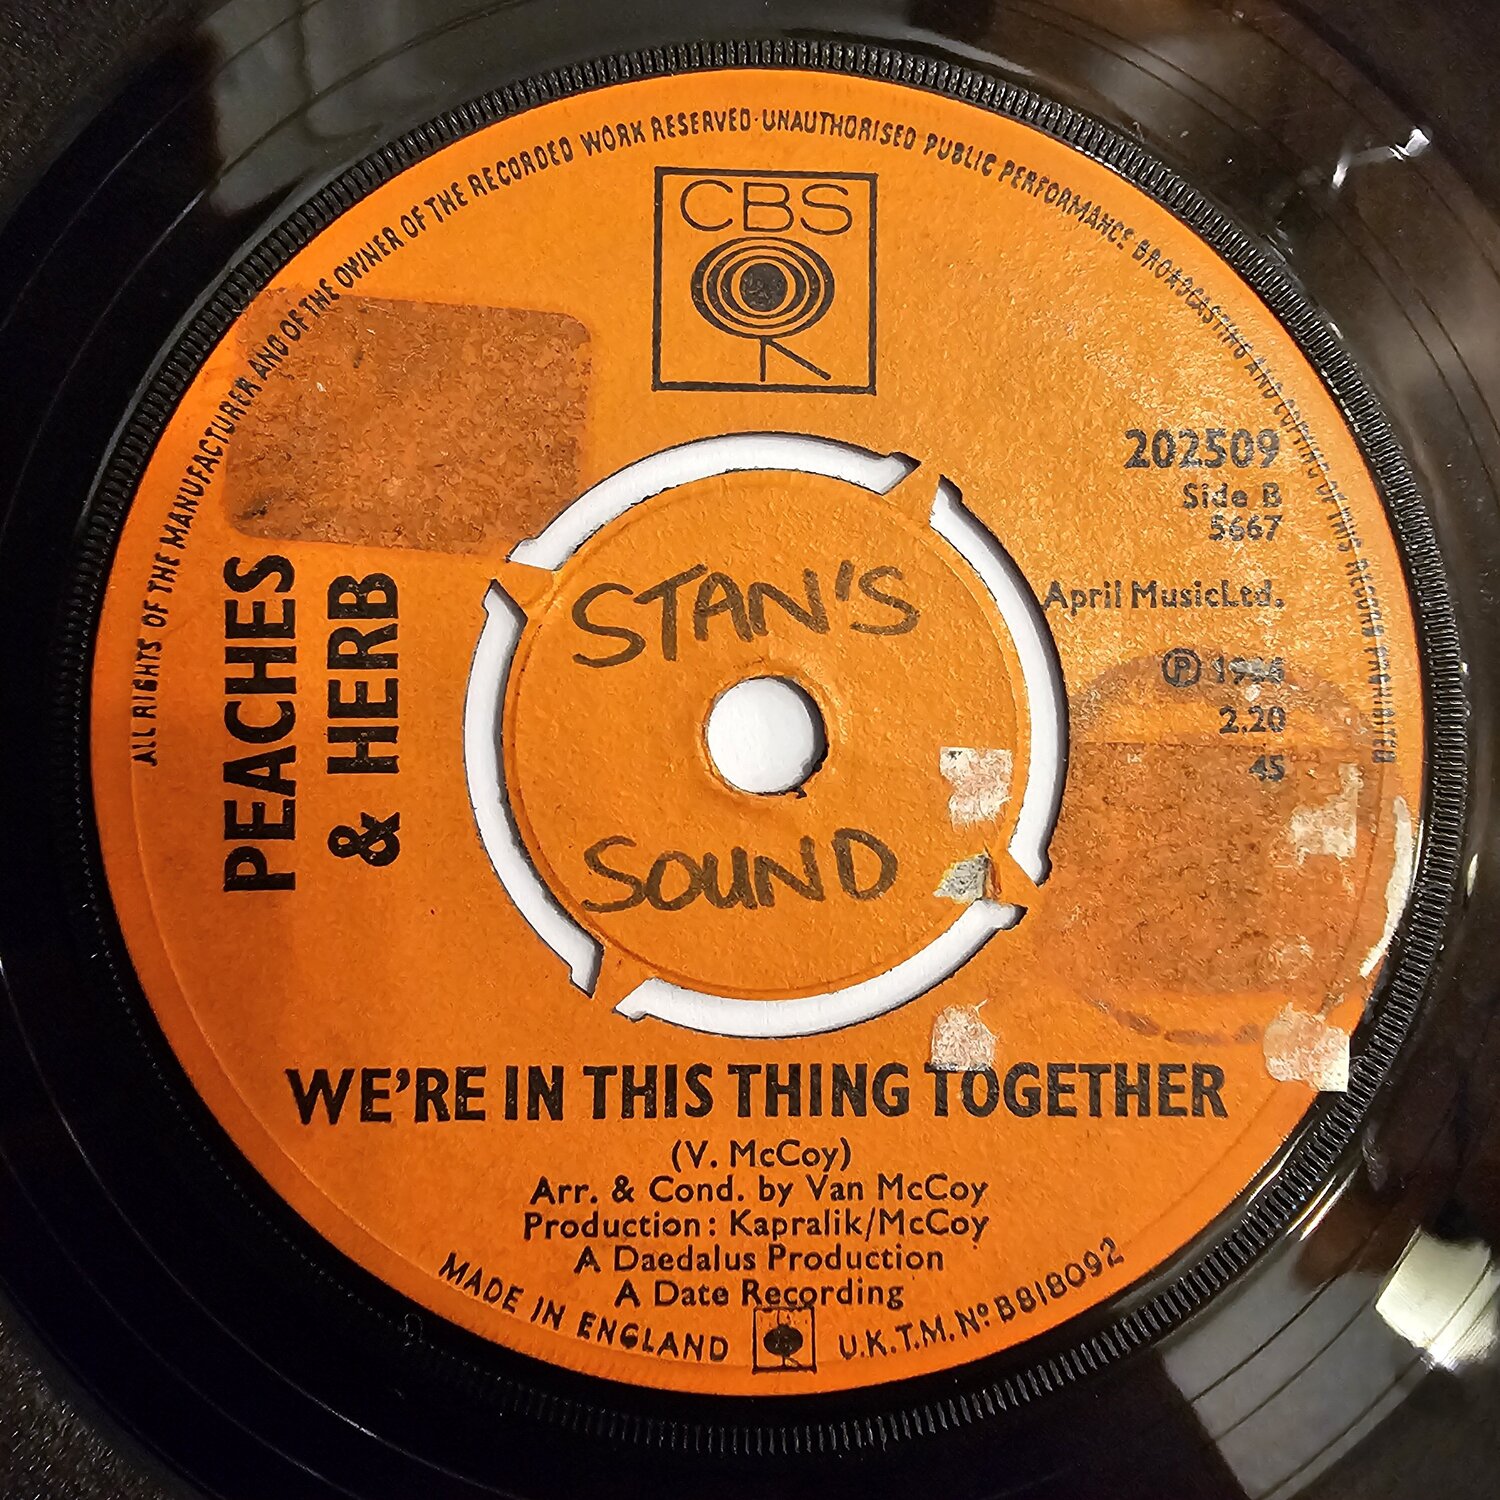 ALL RIGHTS OF THE MANUFACTURER AND OF THE OWNER OF THE RECORDED WORK RESERVED · UNAUTHORISED PUBLIC PERFORMANCE BROADCASTING AND COPYING OF THIS RECORD PROHIBITED
CBS
202509
Side B
5667
April Music Ltd.
℗ 1966
2.20
45
PEACHES
& HERB
STAN'S
SOUND
WE'RE IN THIS THING TOGETHER
(V. McCoy)
Arr. & Cond. by Van McCoy
Production: Kapralik/McCoy
A Daedalus Production
A Date Recording
MADE IN ENGLAND U.K.T.M. Nº B818092